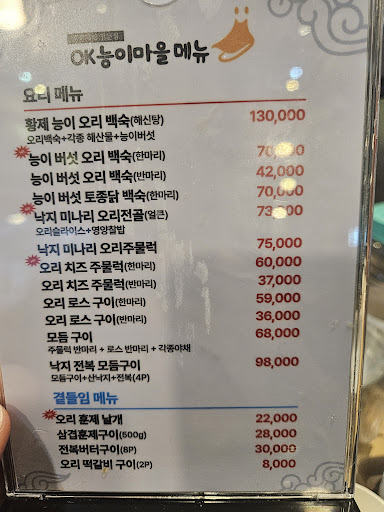 OK능이마을 메뉴
요리 메뉴
황제 능이 오리 백숙(해신탕) 130,000
오리백숙+각종 해산물+능이버섯
능이 버섯 오리 백숙(한마리) 70,000
능이 버섯 오리 백숙(반마리) 42,000
능이 버섯 토종닭 백숙(한마리) 70,000
낙지 미나리 오리전골(얼큰) 73,000
오리슬라이스+영양찰밥
낙지 미나리 오리주물럭 75,000
오리 치즈 주물럭(한마리) 60,000
오리 치즈 주물럭(반마리) 37,000
오리 로스 구이(한마리) 59,000
오리 로스 구이(반마리) 36,000
모듬 구이 68,000
주물럭 반마리 + 로스 반마리 + 각종야채
낙지 전복 모듬구이 98,000
모듬구이+산낙지+전복(4P)
곁들임 메뉴
오리 훈제 날개 22,000
삼겹훈제구이(500g) 28,000
전복버터구이(8P) 30,000
오리 떡갈비 구이(2P) 8,000